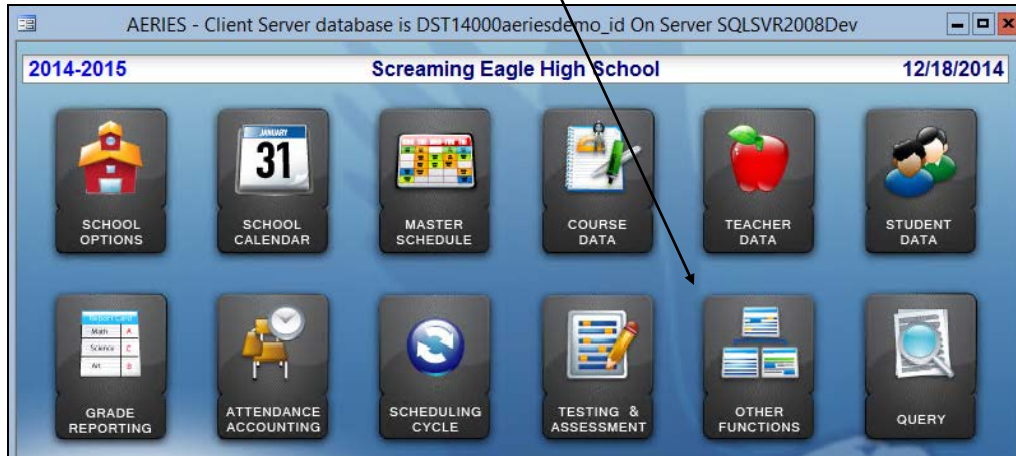 AERIES - Client Server database is DST14000aeriesdemo_id On Server SQLSVR2008Dev
2014-2015 Screaming Eagle High School 12/18/2014
JANUARY
31
SCHOOL OPTIONS
SCHOOL CALENDAR
MASTER SCHEDULE
COURSE DATA
TEACHER DATA
STUDENT DATA
Report Card
Math A
Science C
Art B
GRADE REPORTING
ATTENDANCE ACCOUNTING
SCHEDULING CYCLE
TESTING & ASSESSMENT
OTHER FUNCTIONS
QUERY